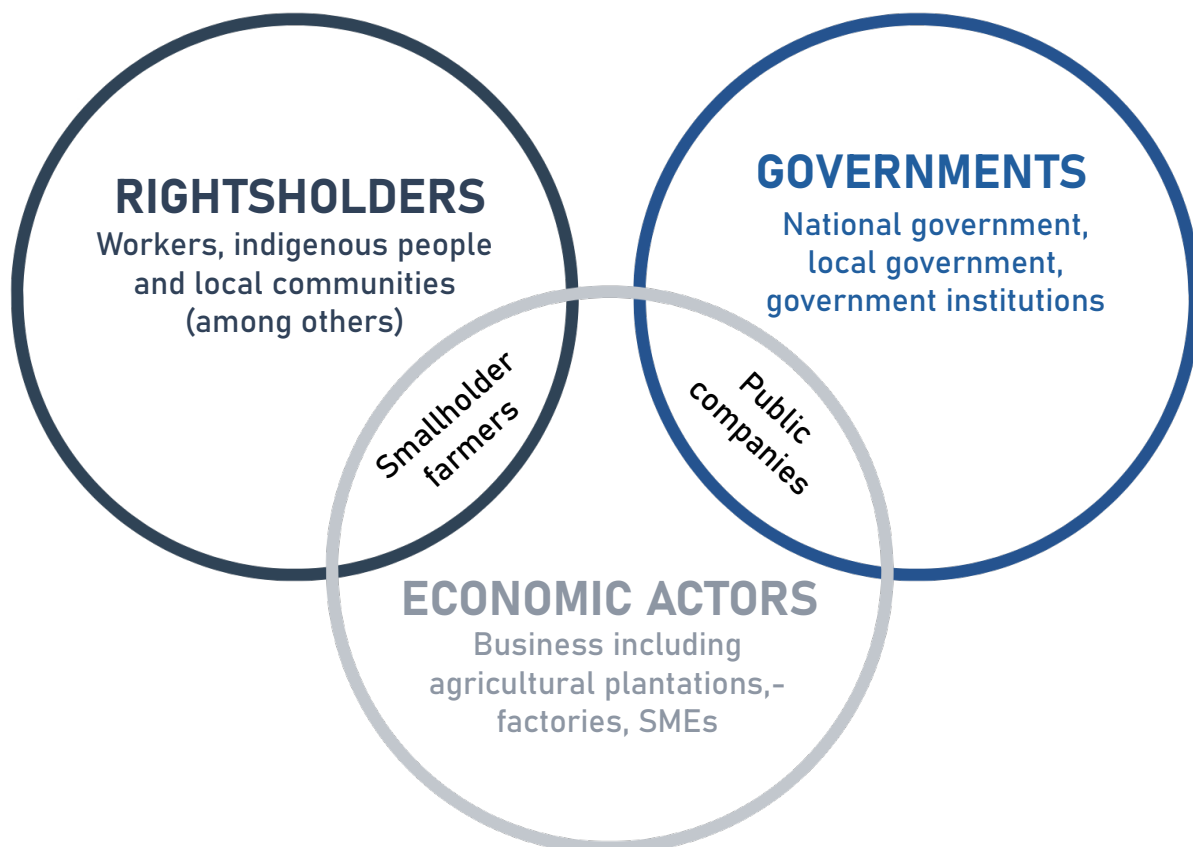 RIGHTSHOLDERS
Workers, indigenous people
and local communities
(among others)
GOVERNMENTS
National government,
local government,
government institutions
Smallholder
farmers
Public
companies
ECONOMIC ACTORS
Business including
agricultural plantations,-
factories, SMEs